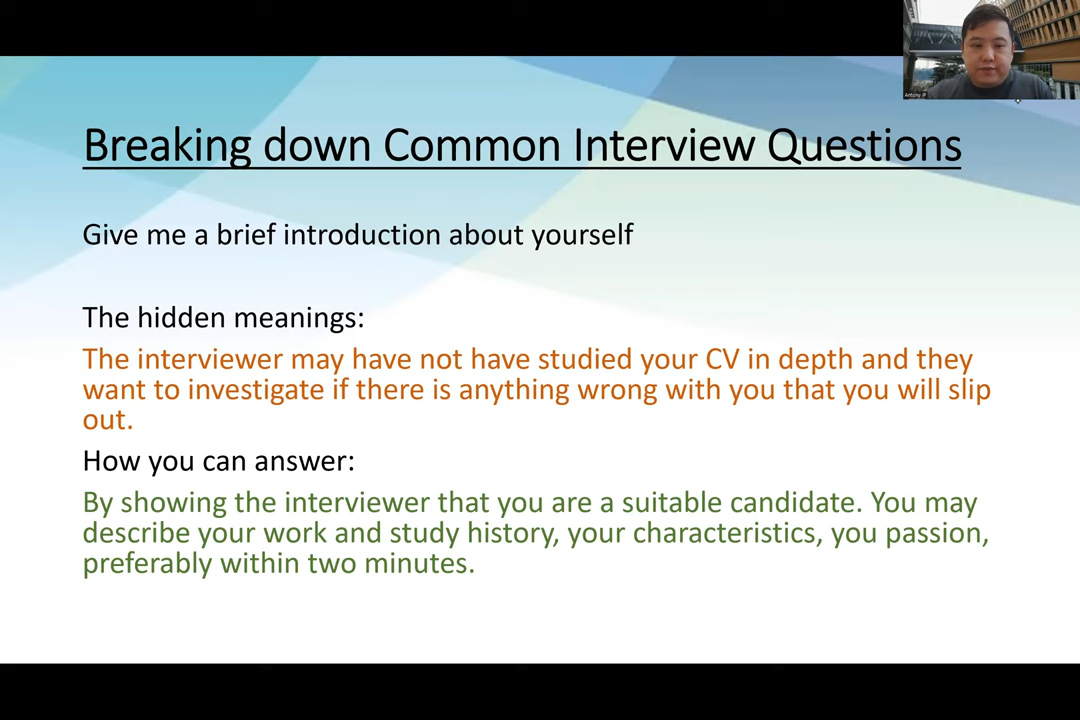 Antony P
Breaking down Common Interview Questions
Give me a brief introduction about yourself
The hidden meanings:
The interviewer may have not have studied your CV in depth and they
want to investigate if there is anything wrong with you that you will slip
out.
How you can answer:
By showing the interviewer that you are a suitable candidate. You may
describe your work and study history, your characteristics, you passion,
preferably within two minutes.